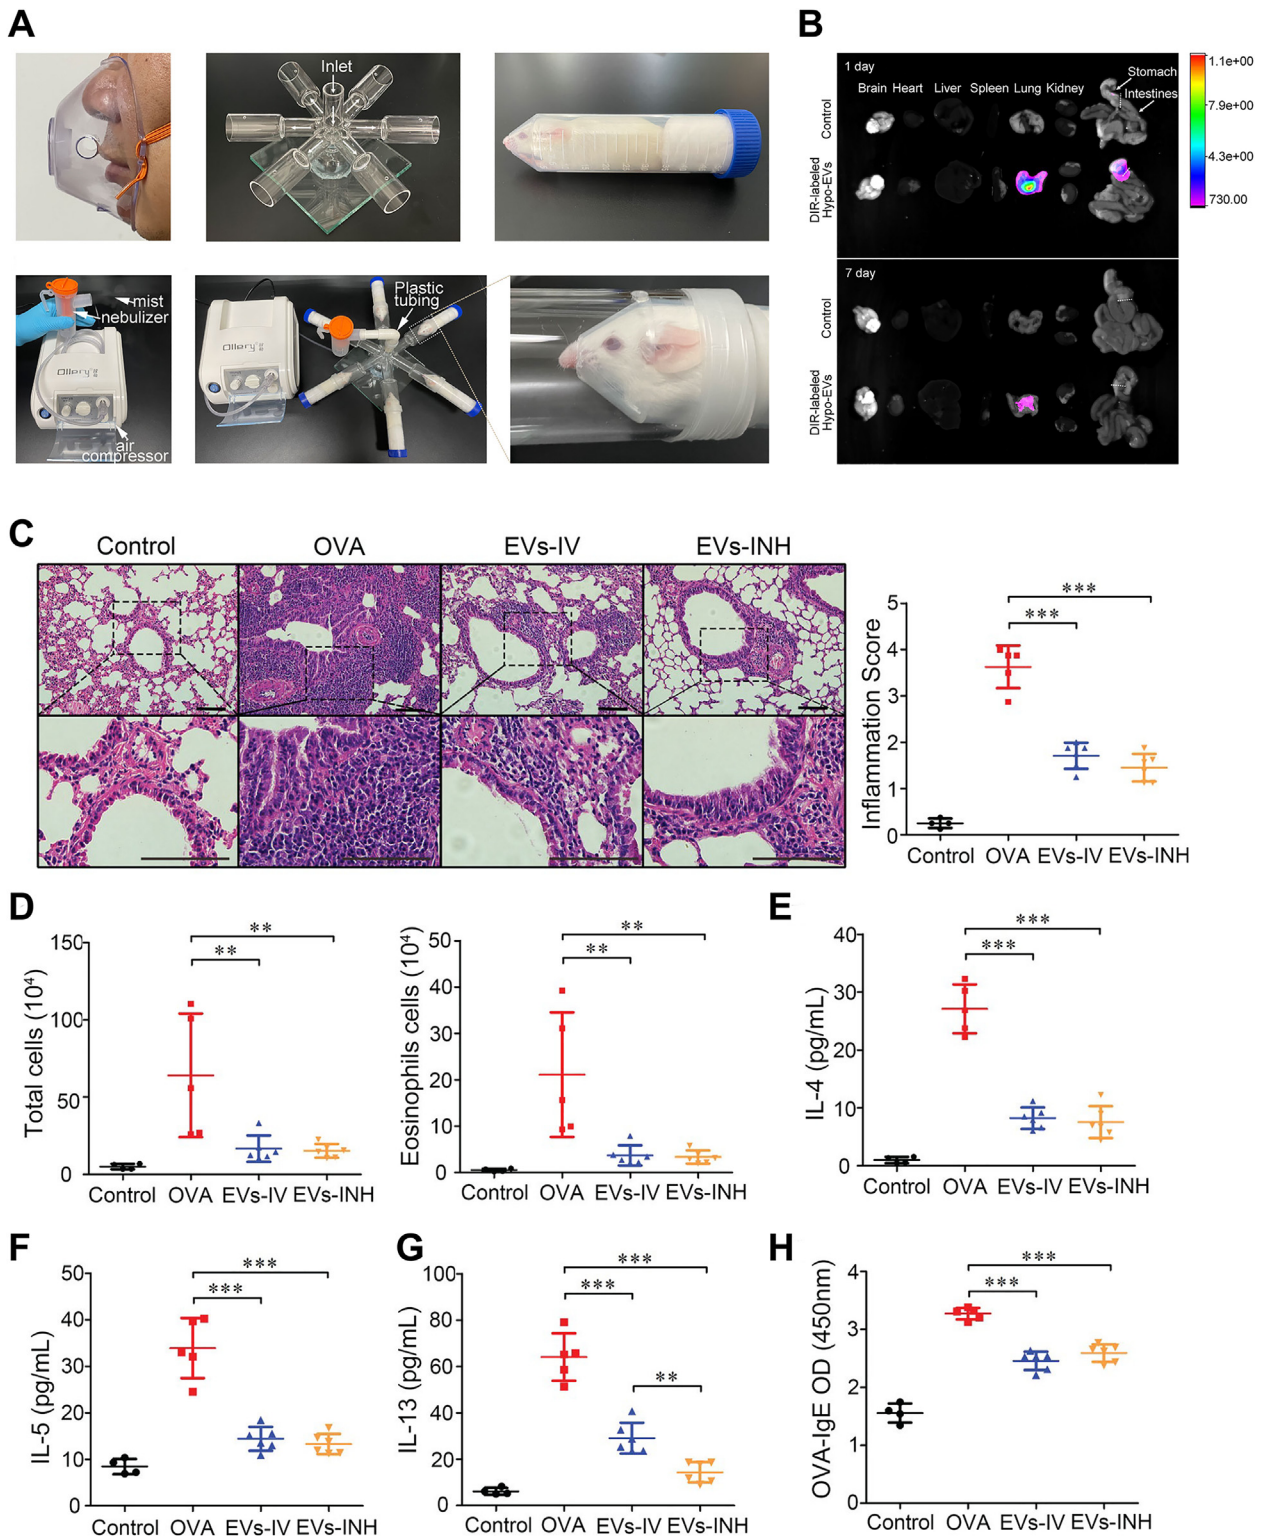 A
Inlet
mist
nebulizer
Ollery
air
compressor
Plastic
tubing
Ollery
B
1 day
Brain Heart Liver Spleen Lung Kidney
Stomach
Intestines
Control
DIR-labeled
Hypo-EVs
7 day
Control
DIR-labeled
Hypo-EVs
1.1e+00
7.9e+00
4.3e+00
730.00
C
Control OVA EVs-IV EVs-INH
Inflammation Score
5
4
3
2
1
0
***
***
Control OVA EVs-IV EVs-INH
D
Total cells (10⁴)
150
100
50
0
**
**
Control OVA EVs-IV EVs-INH
Eosinophils cells (10⁴)
50
40
30
20
10
0
**
**
Control OVA EVs-IV EVs-INH
E
IL-4 (pg/mL)
40
30
20
10
0
***
***
Control OVA EVs-IV EVs-INH
F
IL-5 (pg/mL)
50
40
30
20
10
0
***
***
Control OVA EVs-IV EVs-INH
G
IL-13 (pg/mL)
100
80
60
40
20
0
***
***
**
Control OVA EVs-IV EVs-INH
H
OVA-IgE OD (450nm)
4
3
2
1
0
***
***
Control OVA EVs-IV EVs-INH